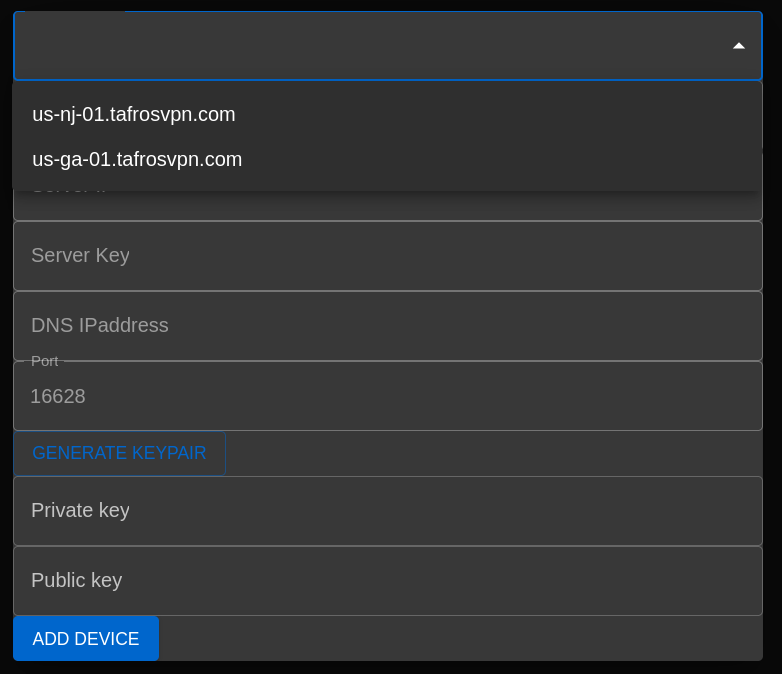 us-nj-01.tafrosvpn.com
us-ga-01.tafrosvpn.com
Server Key
DNS IPaddress
Port
16628
GENERATE KEYPAIR
Private key
Public key
ADD DEVICE